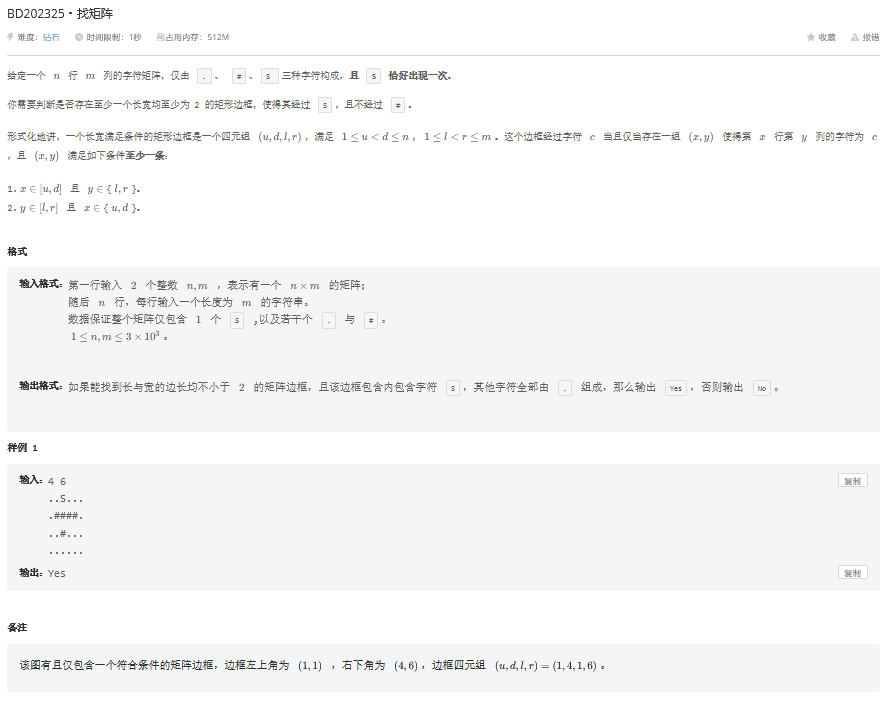 BD202325・找矩阵
难度：钻石 时间限制：1秒 占用内存：512M 收藏 报错
给定一个 n 行 m 列的字符矩阵，仅由 . 、 # 、 S 三种字符构成，且 S 恰好出现一次。
你需要判断是否存在至少一个长宽均至少为 2 的矩形边框，使得其经过 S ，且不经过 # 。
形式化地讲，一个长宽满足条件的矩形边框是一个四元组 (u, d, l, r) ，满足 1 ≤ u < d ≤ n ，1 ≤ l < r ≤ m 。这个边框经过字符 c 当且仅当存在一组 (x, y) 使得第 x 行第 y 列的字符为 c
，且 (x, y) 满足如下条件至少一条：
1. x ∈ [u, d] 且 y ∈ { l, r }。
2. y ∈ [l, r] 且 x ∈ { u, d }。
格式
输入格式：第一行输入 2 个整数 n, m ，表示有一个 n × m 的矩阵；
随后 n 行，每行输入一个长度为 m 的字符串。
数据保证整个矩阵仅包含 1 个 S ,以及若干个 . 与 # 。
1 ≤ n, m ≤ 3 × 10³ 。
输出格式：如果能找到长与宽的边长均不小于 2 的矩阵边框，且该边框包含内包含字符 S ，其他字符全部由 . 组成，那么输出 Yes ，否则输出 No 。
样例 1
输入：4 6 复制
..S...
.####.
..#...
......
输出：Yes 复制
备注
该图有且仅包含一个符合条件的矩阵边框，边框左上角为 (1, 1) ，右下角为 (4, 6) ，边框四元组 (u, d, l, r) = (1, 4, 1, 6) 。